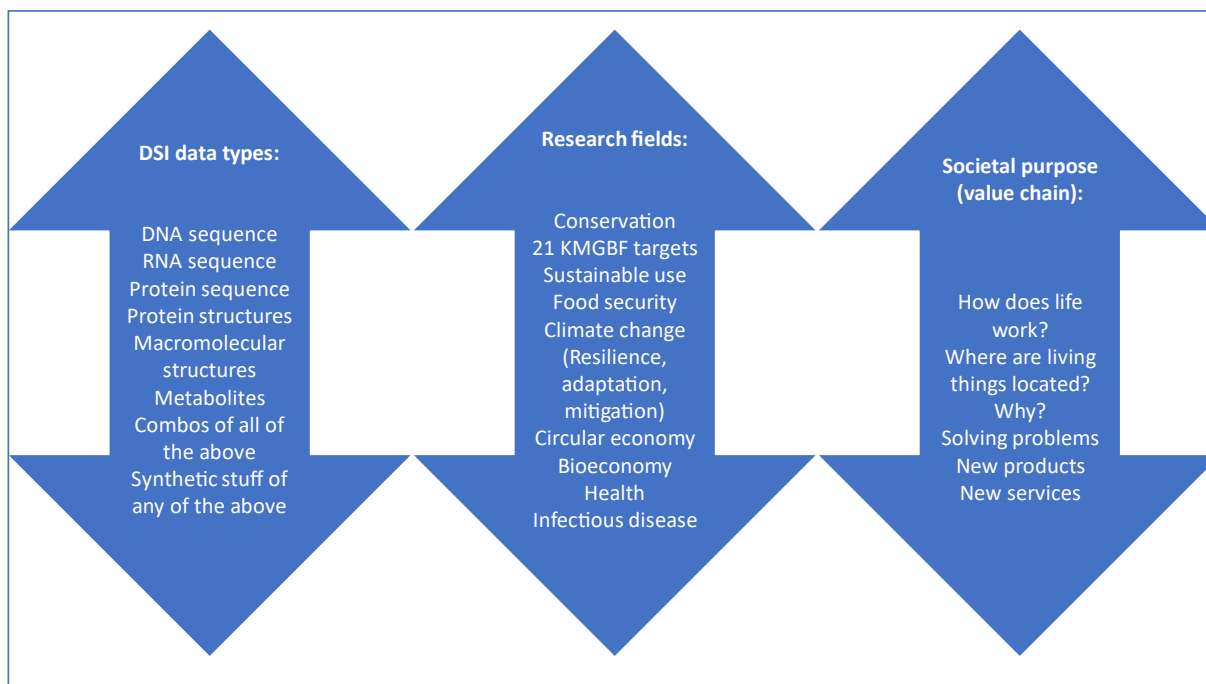 DSI data types:
DNA sequence
RNA sequence
Protein sequence
Protein structures
Macromolecular
structures
Metabolites
Combos of all of
the above
Synthetic stuff of
any of the above
Research fields:
Conservation
21 KMGBF targets
Sustainable use
Food security
Climate change
(Resilience,
adaptation,
mitigation)
Circular economy
Bioeconomy
Health
Infectious disease
Societal purpose
(value chain):
How does life
work?
Where are living
things located?
Why?
Solving problems
New products
New services